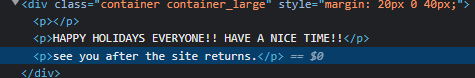 <div class="container container_large" style="margin: 20px 0 40px;">
<p></p>
<p>HAPPY HOLIDAYS EVERYONE!! HAVE A NICE TIME!!</p>
<p>see you after the site returns.</p> == $0